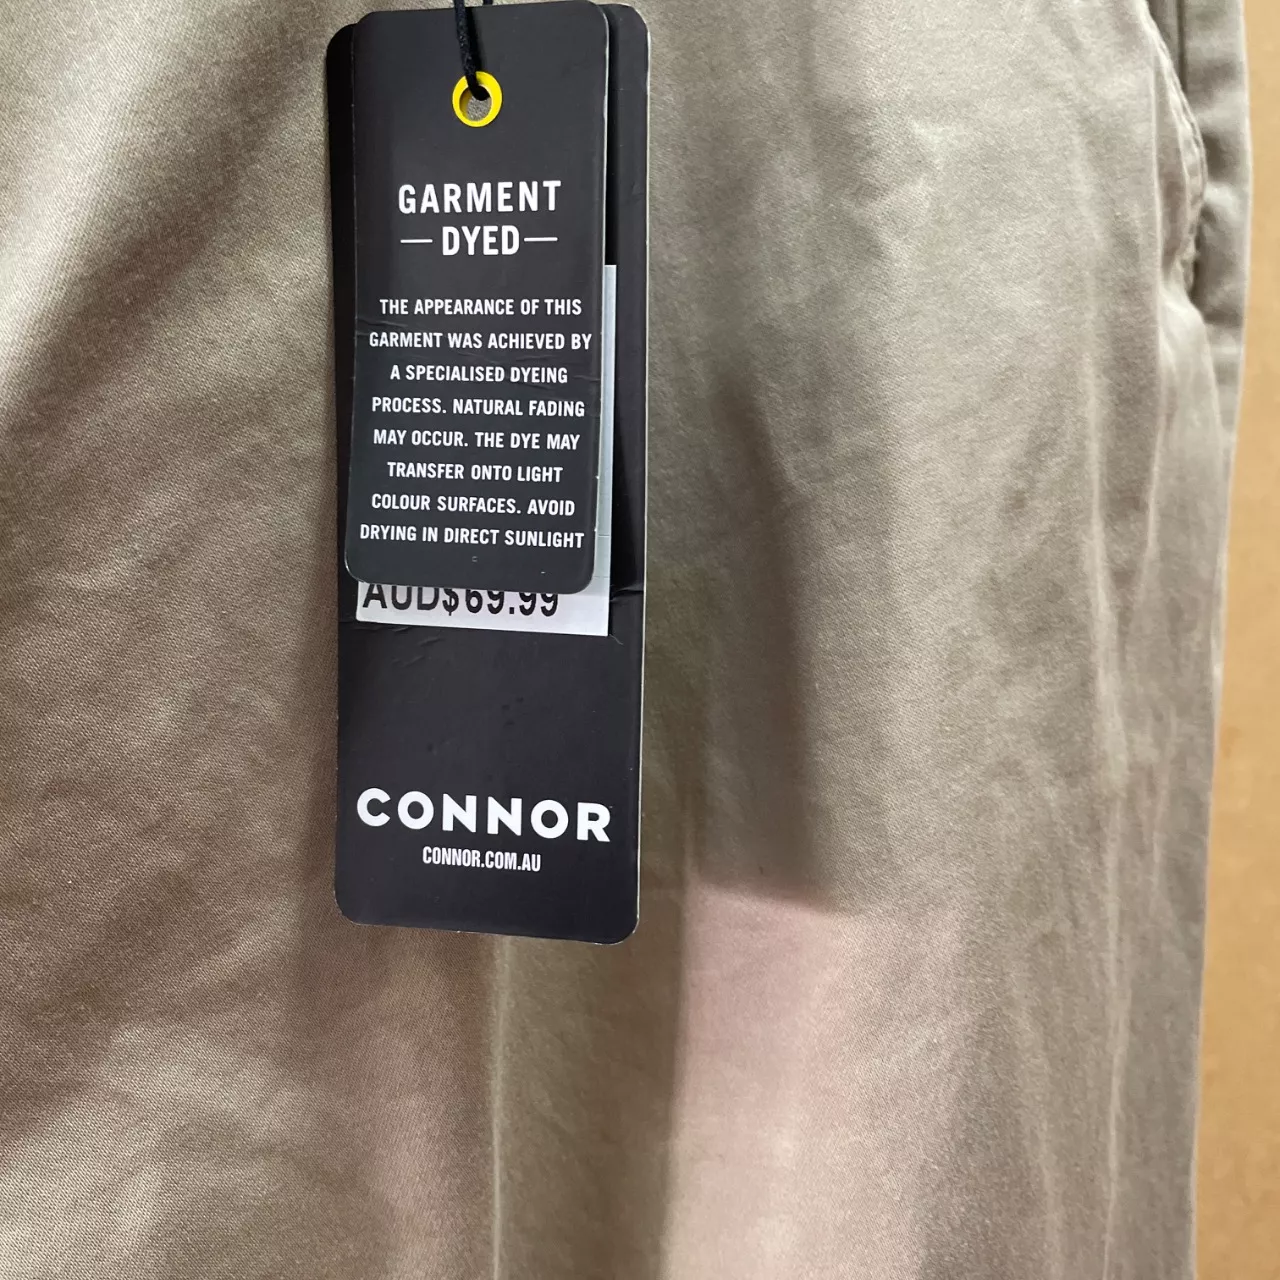 GARMENT
— DYED —
THE APPEARANCE OF THIS
GARMENT WAS ACHIEVED BY
A SPECIALISED DYEING
PROCESS. NATURAL FADING
MAY OCCUR. THE DYE MAY
TRANSFER ONTO LIGHT
COLOUR SURFACES. AVOID
DRYING IN DIRECT SUNLIGHT
AUD$69.99
CONNOR
CONNOR.COM.AU